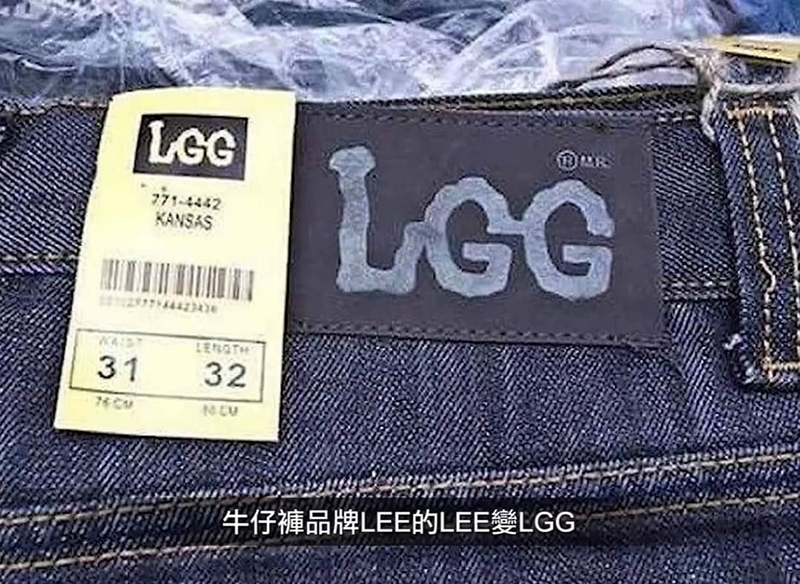 LGG
771-4442
KANSAS
WAIST
31
76 CM
LENGTH
32
LGG
®M.R.
牛仔褲品牌LEE的LEE變LGG